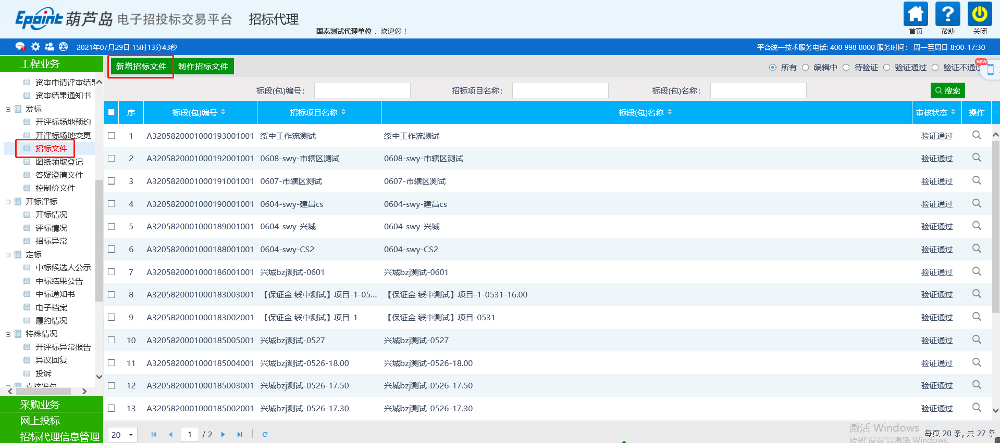 Epoint 葫芦岛 电子招投标交易平台 招标代理
国泰测试代理单位，欢迎您！
首页 帮助 关闭
2021年07月29日 15时13分43秒
平台统一技术服务电话: 400 998 0000 服务时间： 周一至周日 8:00-17:30
工程业务
资审申请评审结果
资审结果通知书
发标
开评标场地预约
开评标场地变更
招标文件
图纸领取登记
答疑澄清文件
控制价文件
开标评标
开标情况
评标情况
招标异常
定标
中标候选人公示
中标结果公告
中标通知书
电子档案
履约情况
特殊情况
开评标异常报告
异议回复
投诉
直接发包
采购业务
网上投标
招标代理信息管理
新增招标文件 制作招标文件
所有 编辑中 待验证 验证通过 验证不通过
NEW
标段(包)编号： 招标项目名称： 标段(包)名称： 搜索
序 标段(包)编号 招标项目名称 标段(包)名称 审核状态 操作
1 A3205820001000193001001 绥中工作流测试 绥中工作流测试 验证通过
2 A3205820001000192001001 0608-swy-市辖区测试 0608-swy-市辖区测试 验证通过
3 A3205820001000191001001 0607-市辖区测试 0607-市辖区测试 验证通过
4 A3205820001000190001001 0604-swy-建昌cs 0604-swy-建昌cs 验证通过
5 A3205820001000189001001 0604-swy-兴城 0604-swy-兴城 验证通过
6 A3205820001000188001001 0604-swy-CS2 0604-swy-CS2 验证通过
7 A3205820001000186001001 兴城bzj测试-0601 兴城bzj测试-0601 验证通过
8 A3205820001000183003001 【保证金 绥中测试】项目-1-05... 【保证金 绥中测试】项目-1-0531-16.00 验证通过
9 A3205820001000183002001 【保证金 绥中测试】项目-1 【保证金 绥中测试】项目-0531 验证通过
10 A3205820001000185005001 兴城bzj测试-0527 兴城bzj测试-0527 验证通过
11 A3205820001000185004001 兴城bzj测试-0526-18.00 兴城bzj测试-0526-18.00 验证通过
12 A3205820001000185003001 兴城bzj测试-0526-17.50 兴城bzj测试-0526-17.50 验证通过
13 A3205820001000185002001 兴城bzj测试-0526-17.30 兴城bzj测试-0526-17.30 验证通过
20 1 / 2
每页 20 条, 共 27 条
激活 Windows
转到"设置"以激活 Windows。